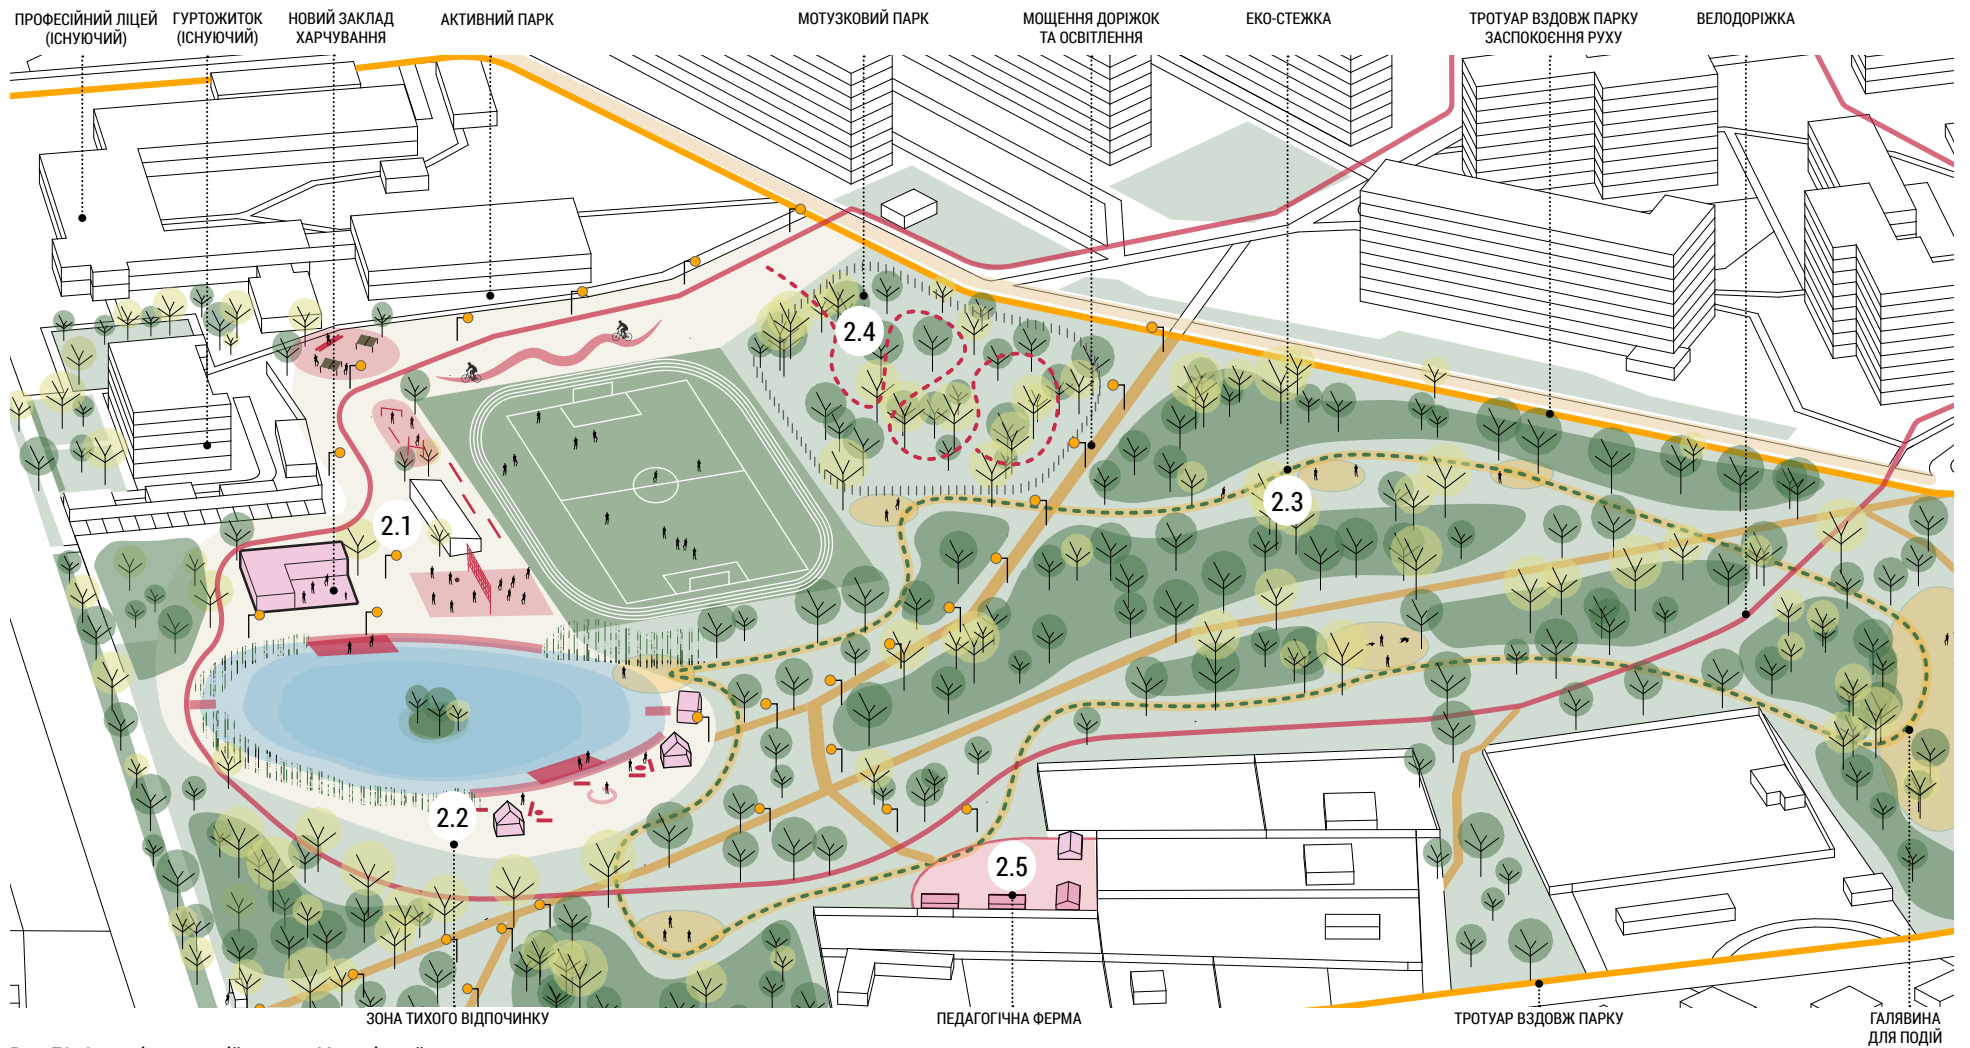 ПРОФЕСІЙНИЙ ЛІЦЕЙ
(ІСНУЮЧИЙ)
ГУРТОЖИТОК
(ІСНУЮЧИЙ)
НОВИЙ ЗАКЛАД
ХАРЧУВАННЯ
АКТИВНИЙ ПАРК
МОТУЗКОВИЙ ПАРК
МОЩЕННЯ ДОРІЖОК
ТА ОСВІТЛЕННЯ
ЕКО-СТЕЖКА
ТРОТУАР ВЗДОВЖ ПАРКУ
ЗАСПОКОЄННЯ РУХУ
ВЕЛОДОРІЖКА
2.4
2.3
2.1
2.2
2.5
ЗОНА ТИХОГО ВІДПОЧИНКУ
ПЕДАГОГІЧНА ФЕРМА
ТРОТУАР ВЗДОВЖ ПАРКУ
ГАЛЯВИНА
ДЛЯ ПОДІЙ